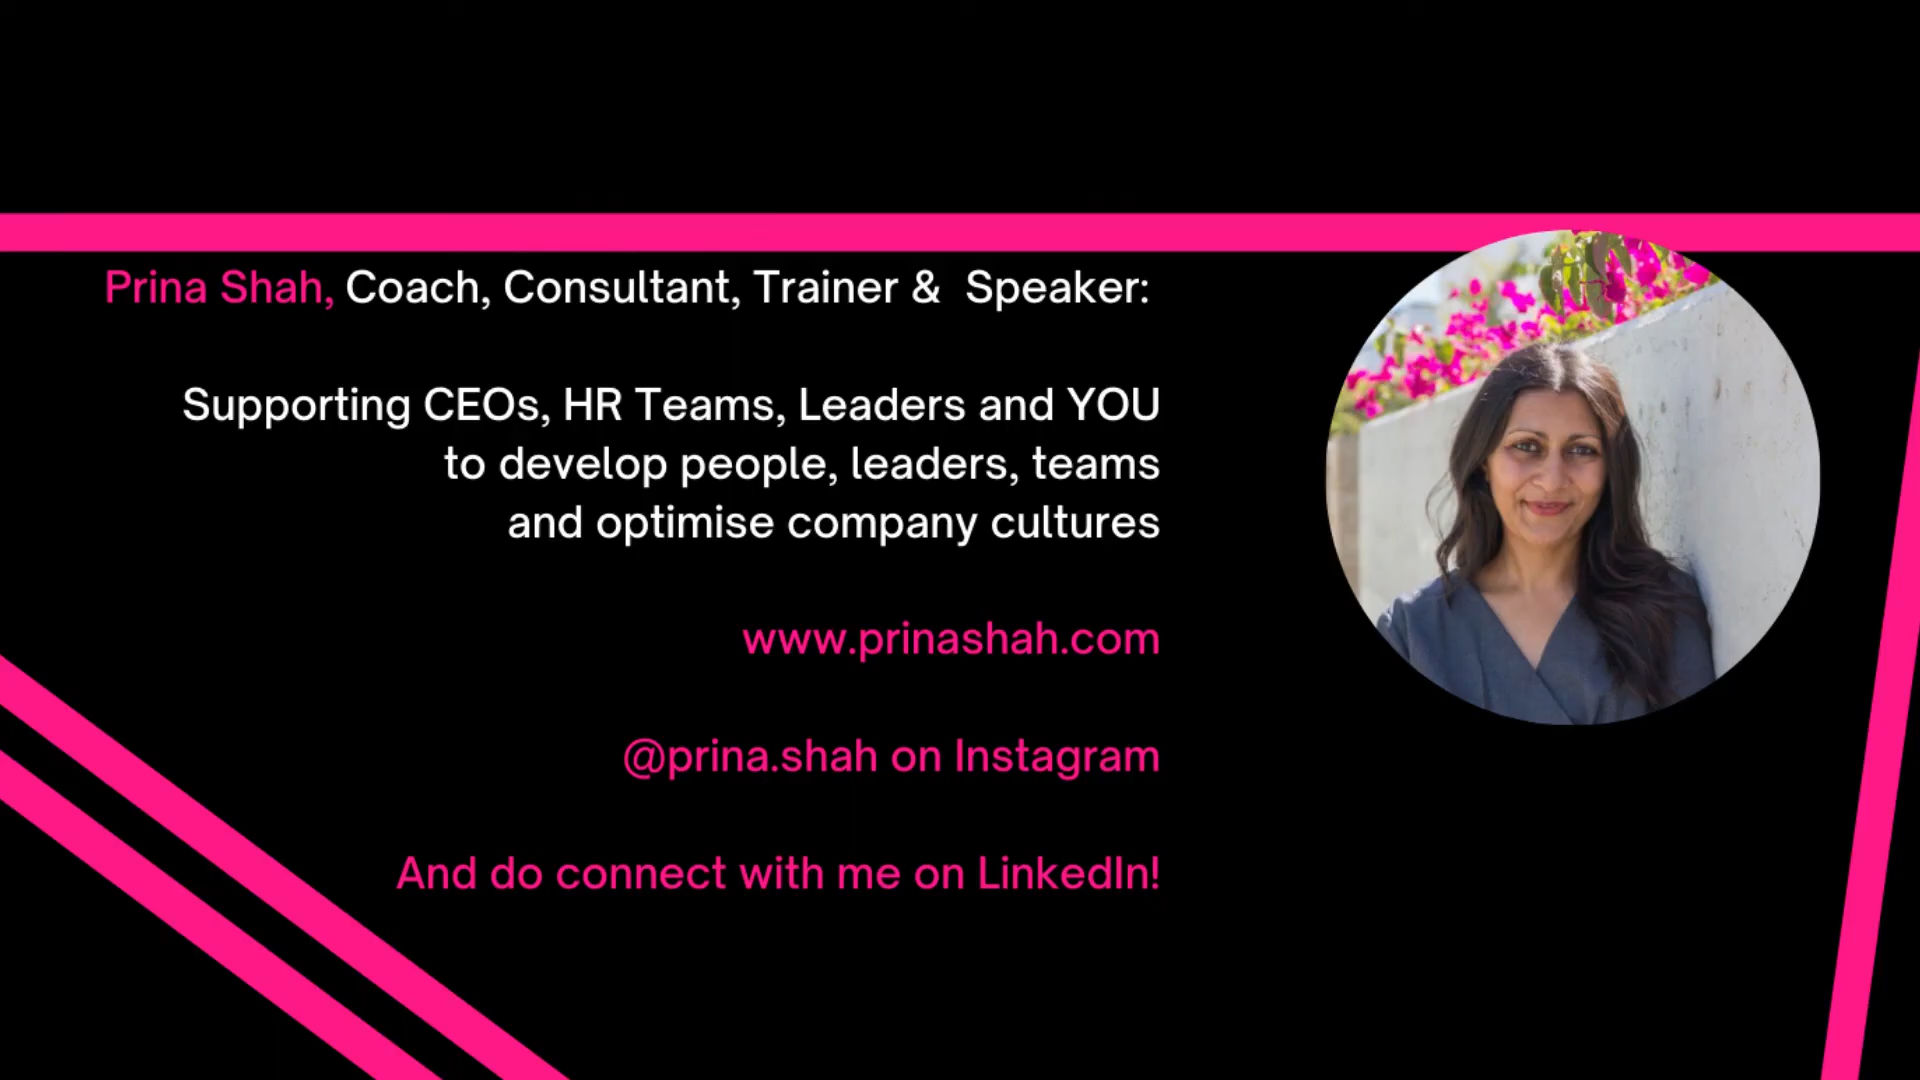 Prina Shah, Coach, Consultant, Trainer & Speaker:
Supporting CEOs, HR Teams, Leaders and YOU
to develop people, leaders, teams
and optimise company cultures
www.prinashah.com
@prina.shah on Instagram
And do connect with me on LinkedIn!